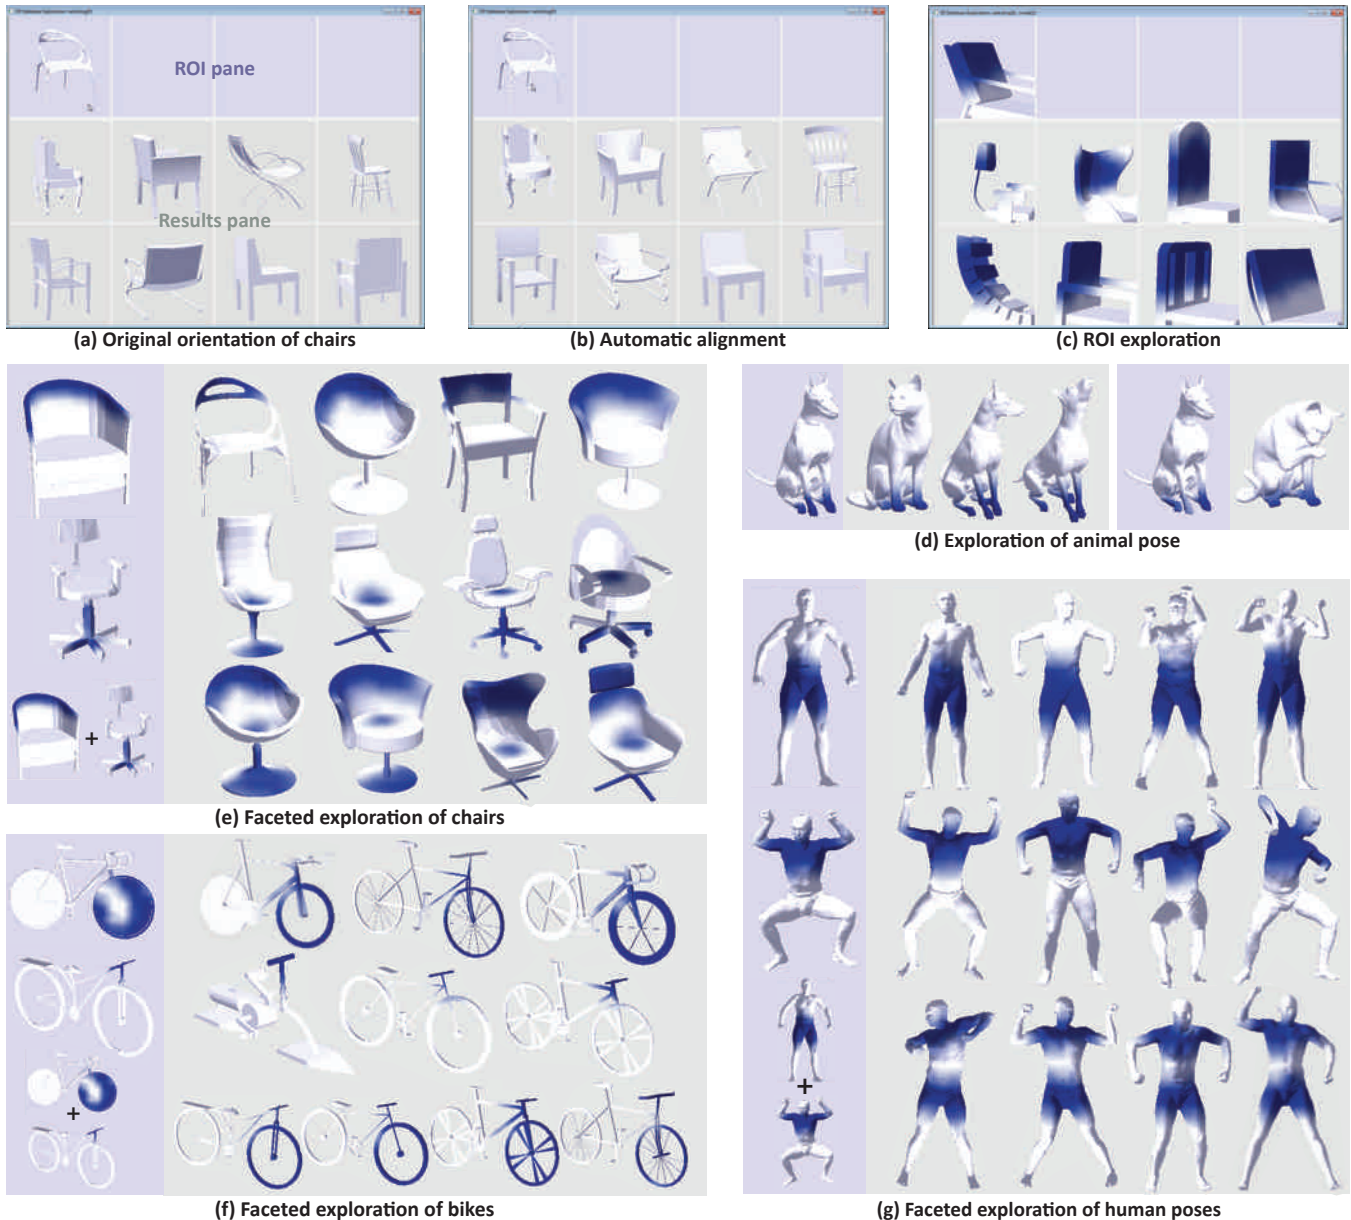 ROI pane
Results pane
(a) Original orientation of chairs
(b) Automatic alignment
(c) ROI exploration
(d) Exploration of animal pose
+
(e) Faceted exploration of chairs
+
(f) Faceted exploration of bikes
+
(g) Faceted exploration of human poses